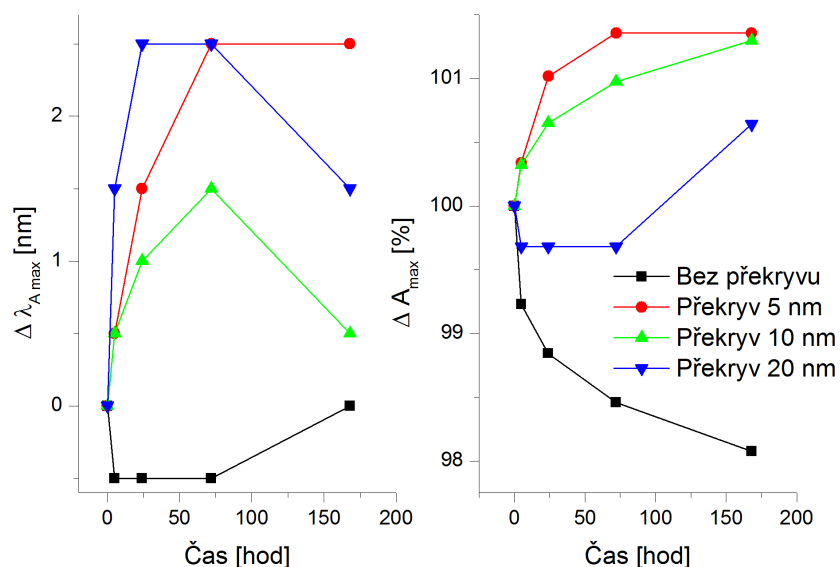 Δ λA max [nm]
2
1
0
0
50
100
150
200
Čas [hod]
Δ Amax [%]
101
100
99
98
0
50
100
150
200
Čas [hod]
Bez překryvu
Překryv 5 nm
Překryv 10 nm
Překryv 20 nm